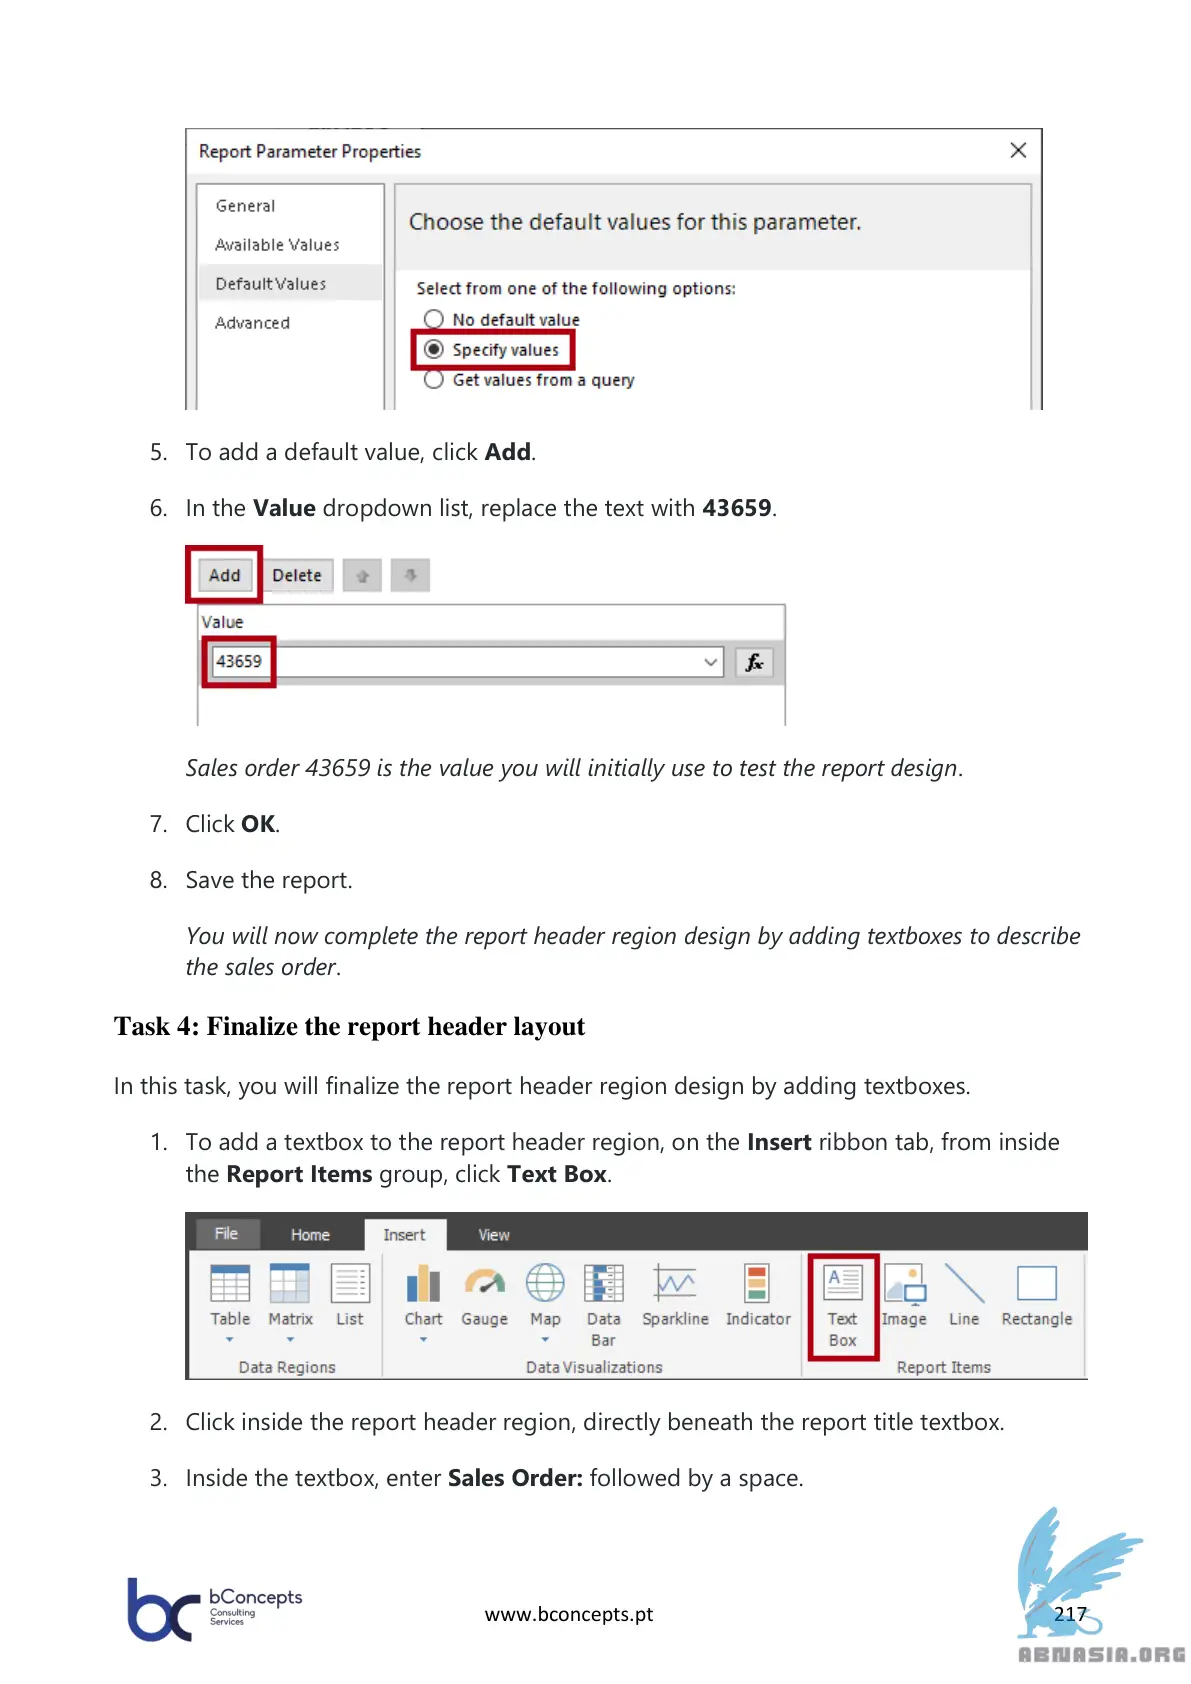 Report Parameter Properties
General
Available Values
Default Values
Advanced
Choose the default values for this parameter.
Select from one of the following options:
No default value
Specify values
Get values from a query
5. To add a default value, click Add.
6. In the Value dropdown list, replace the text with 43659.
Add Delete
Value
43659
fx
Sales order 43659 is the value you will initially use to test the report design.
7. Click OK.
8. Save the report.
You will now complete the report header region design by adding textboxes to describe
the sales order.
Task 4: Finalize the report header layout
In this task, you will finalize the report header region design by adding textboxes.
1. To add a textbox to the report header region, on the Insert ribbon tab, from inside
the Report Items group, click Text Box.
File Home Insert View
Table Matrix List Chart Gauge Map Data Bar Sparkline Indicator Text Box Image Line Rectangle
Data Regions Data Visualizations Report Items
2. Click inside the report header region, directly beneath the report title textbox.
3. Inside the textbox, enter Sales Order: followed by a space.
bc bConcepts
Consulting
Services
www.bconcepts.pt
217
ABNASIA.ORG